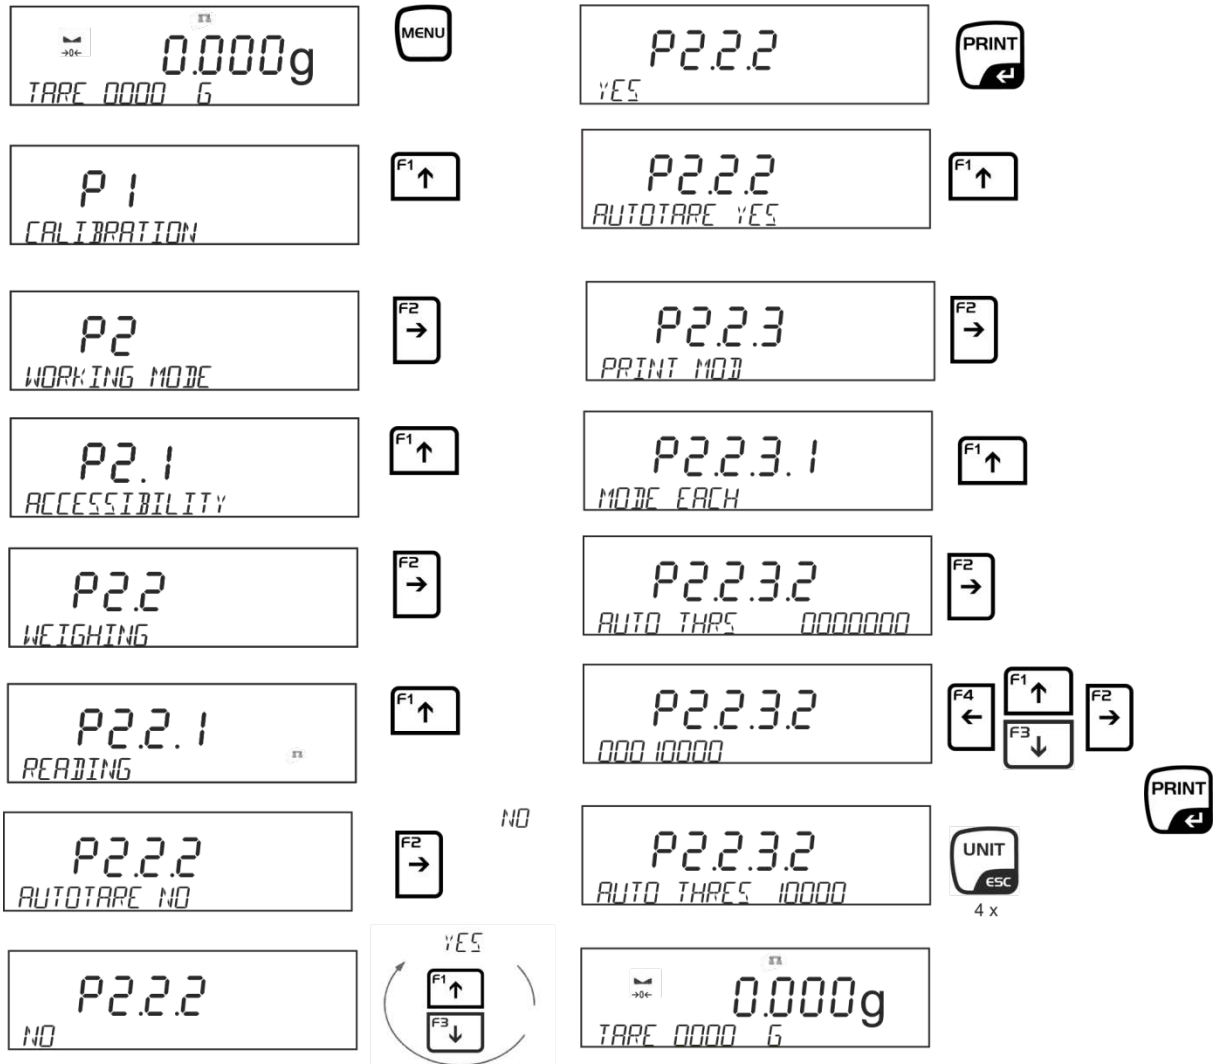 0.000g
TARE 0000 G
MENU
P1
CALIBRATION
F1
P2
WORKING MODE
F2
P2.1
ACCESSIBILITY
F1
P2.2
WEIGHING
F2
P2.2.1
READING
F1
P2.2.2
AUTOTARE NO
F2
NO
P2.2.2
NO
YES
F1
F3
P2.2.2
YES
PRINT
P2.2.2
AUTOTARE YES
F1
P2.2.3
PRINT MOD
F2
P2.2.3.1
MODE EACH
F1
P2.2.3.2
AUTO THRS 0000000
F2
P2.2.3.2
00010000
F4
F1
F3
F2
PRINT
P2.2.3.2
AUTO THRES 10000
UNIT
ESC
4 x
0.000g
TARE 0000 G